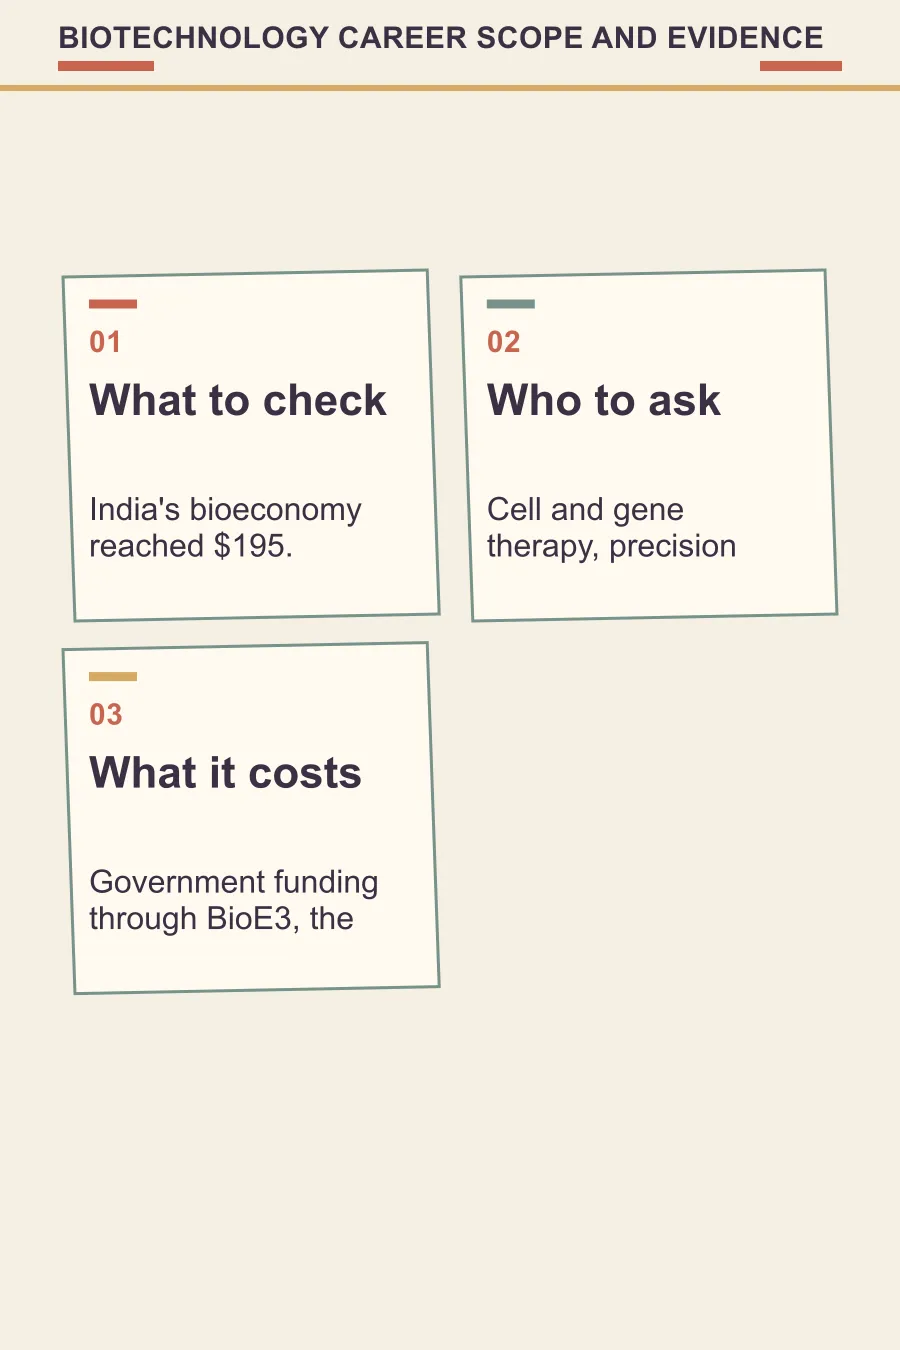 BIOTECHNOLOGY CAREER SCOPE AND EVIDENCE
01
What to check
India's bioeconomy
reached $195.
02
Who to ask
Cell and gene
therapy, precision
03
What it costs
Government funding
through BioE3, the